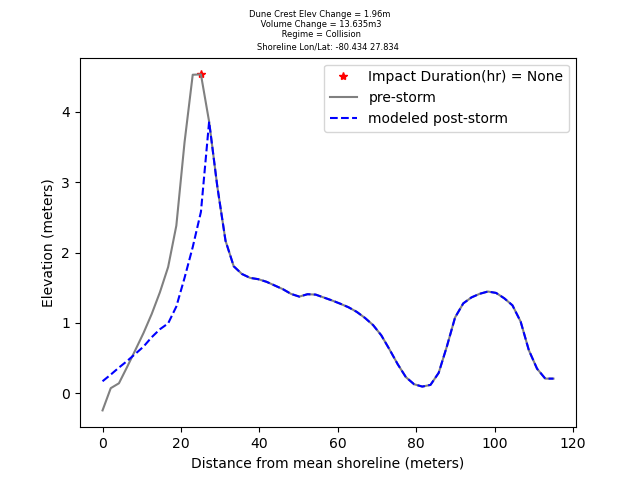 Dune Crest Elev Change = 1.96m
Volume Change = 13.635m3
Regime = Collision
Shoreline Lon/Lat: -80.434 27.834
Impact Duration(hr) = None
pre-storm
modeled post-storm
Elevation (meters)
4
3
2
1
0
0 20 40 60 80 100 120
Distance from mean shoreline (meters)